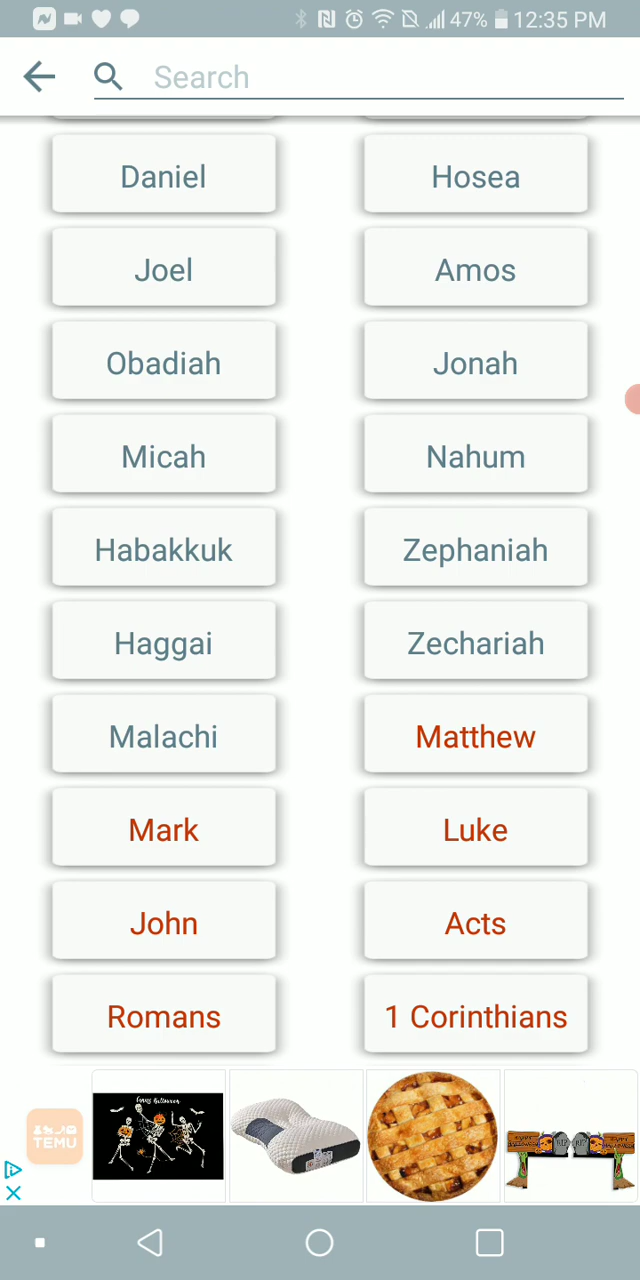 47% 12:35 PM
Search
Daniel Hosea
Joel Amos
Obadiah Jonah
Micah Nahum
Habakkuk Zephaniah
Haggai Zechariah
Malachi Matthew
Mark Luke
John Acts
Romans 1 Corinthians
TEMU